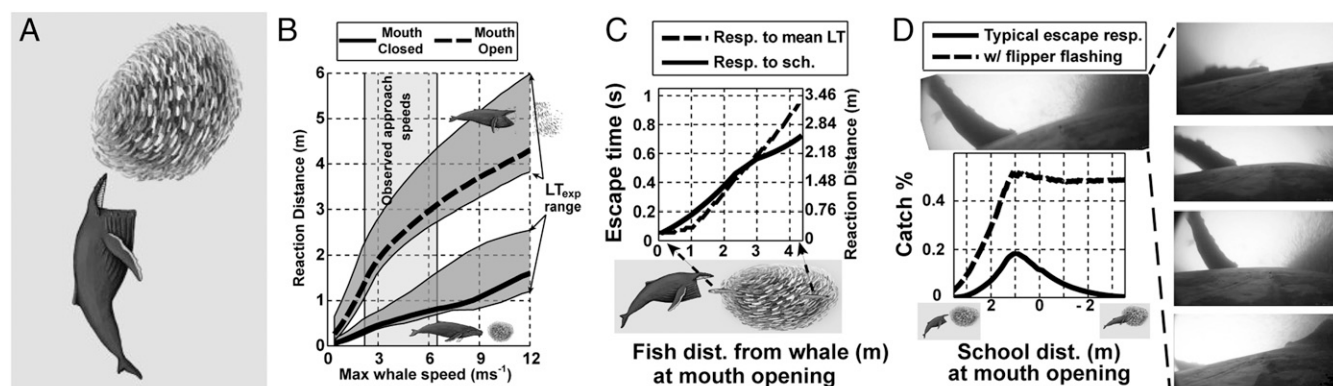 A
B
Mouth Closed
Mouth Open
6
5
4
3
2
1
0
Reaction Distance (m)
Observed approach
speeds
LTexp
range
0
3
6
9
12
Max whale speed (ms-1)
C
Resp. to mean LT
Resp. to sch.
1
0.8
0.6
0.4
0.2
0
Escape time (s)
3.46
2.84
2.18
1.48
0.76
0
Reaction Distance (m)
0
1
2
3
4
Fish dist. from whale (m)
at mouth opening
D
Typical escape resp.
w/ flipper flashing
Catch %
0.4
0.2
0
2
0
- 2
School dist. (m)
at mouth opening